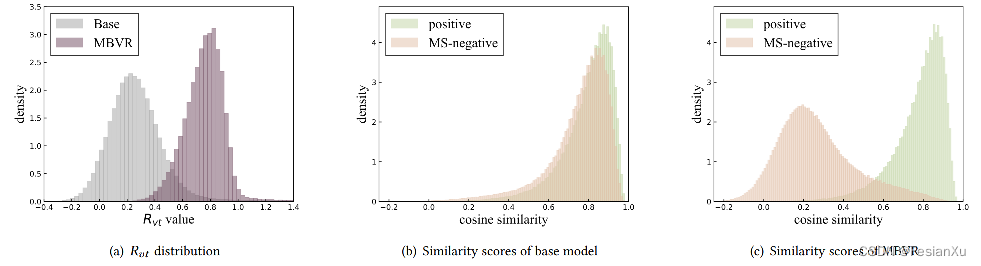 density
3.5
3.0
2.5
2.0
1.5
1.0
0.5
0.0
Base
MBVR
−0.4 −0.2 0.0 0.2 0.4 0.6 0.8 1.0 1.2 1.4
Rvt value
(a) Rvt distribution
density
4
3
2
1
0
positive
MS-negative
−0.2 0.0 0.2 0.4 0.6 0.8 1.0
cosine similarity
(b) Similarity scores of base model
density
4
3
2
1
0
positive
MS-negative
−0.2 0.0 0.2 0.4 0.6 0.8 1.0
cosine similarity
(c) Similarity scores of MBVR